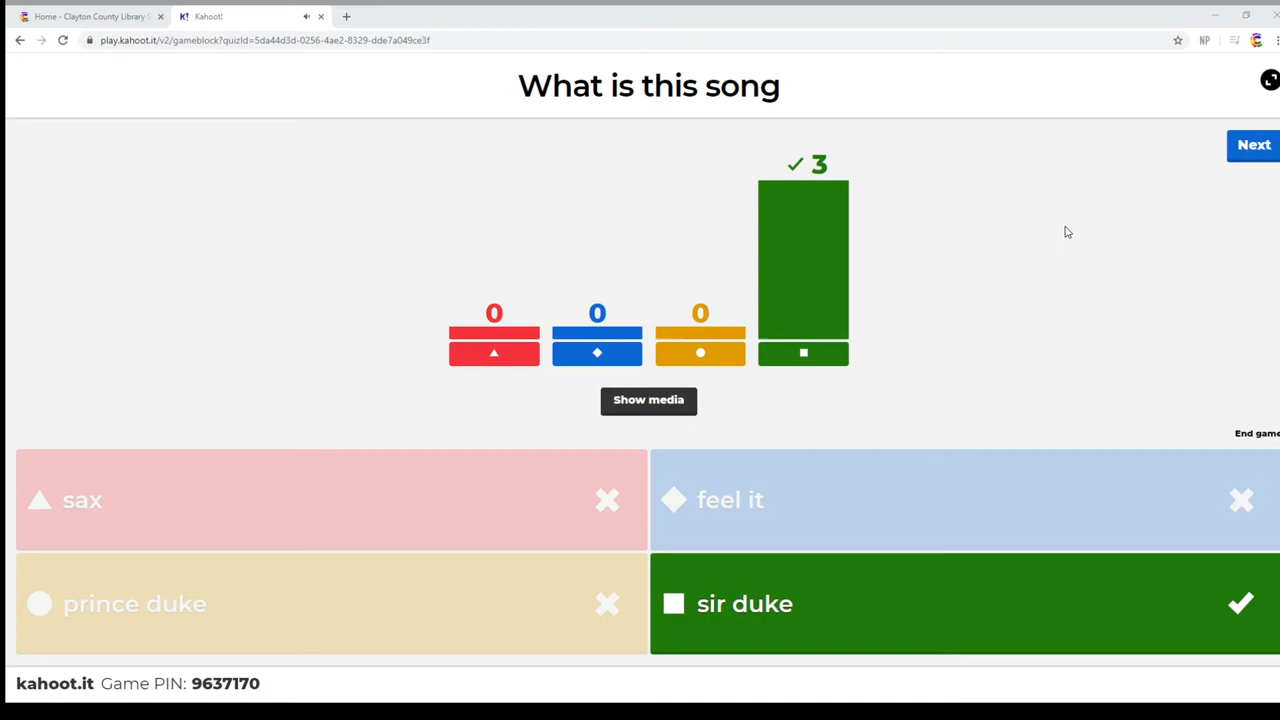 Home - Clayton County Library S
Kahoot!
play.kahoot.it/v2/gameblock?quizId=5da44d3d-0256-4ae2-8329-dde7a049ce3f
NP
What is this song
Next
3
0
0
0
Show media
End game
sax
feel it
prince duke
sir duke
kahoot.it Game PIN: 9637170